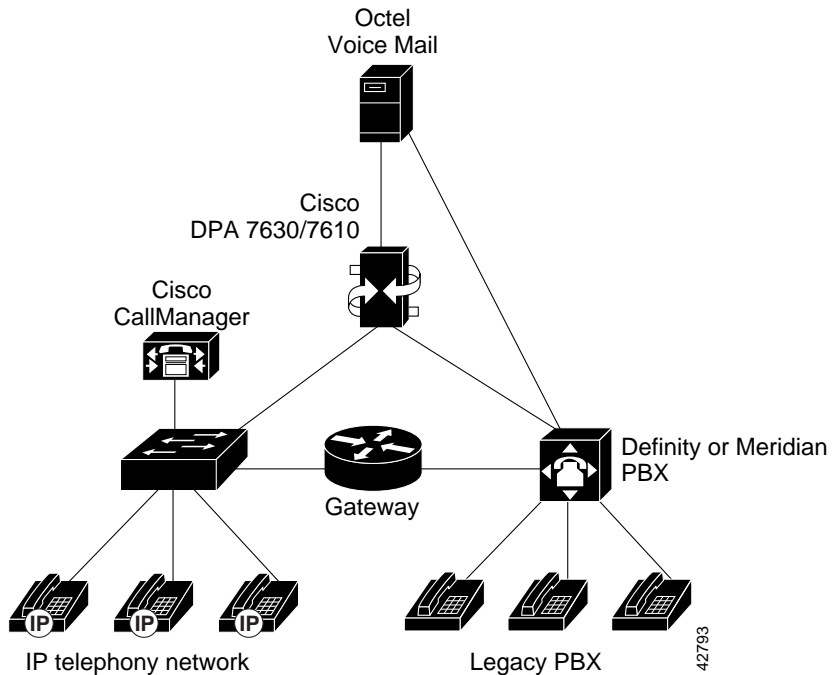 Octel
Voice Mail
Cisco
DPA 7630/7610
Cisco
CallManager
Definity or Meridian
PBX
Gateway
IP
IP
IP
IP telephony network
Legacy PBX
42793